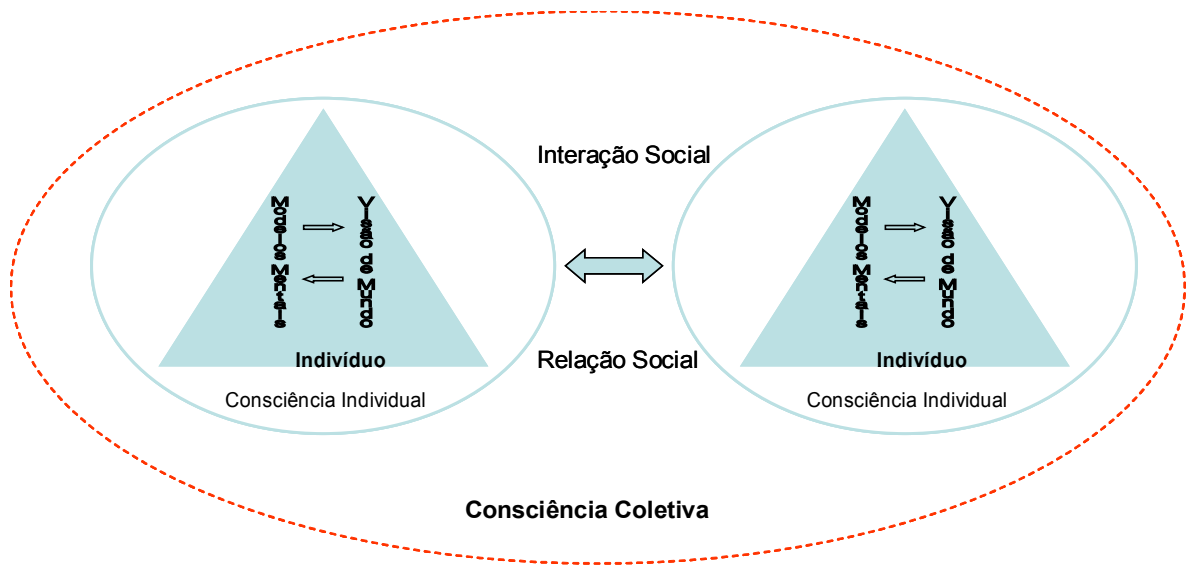 Interação Social
Modelos Mentais
Visão de Mundo
Modelos Mentais
Visão de Mundo
Indivíduo
Relação Social
Indivíduo
Consciência Individual
Consciência Individual
Consciência Coletiva